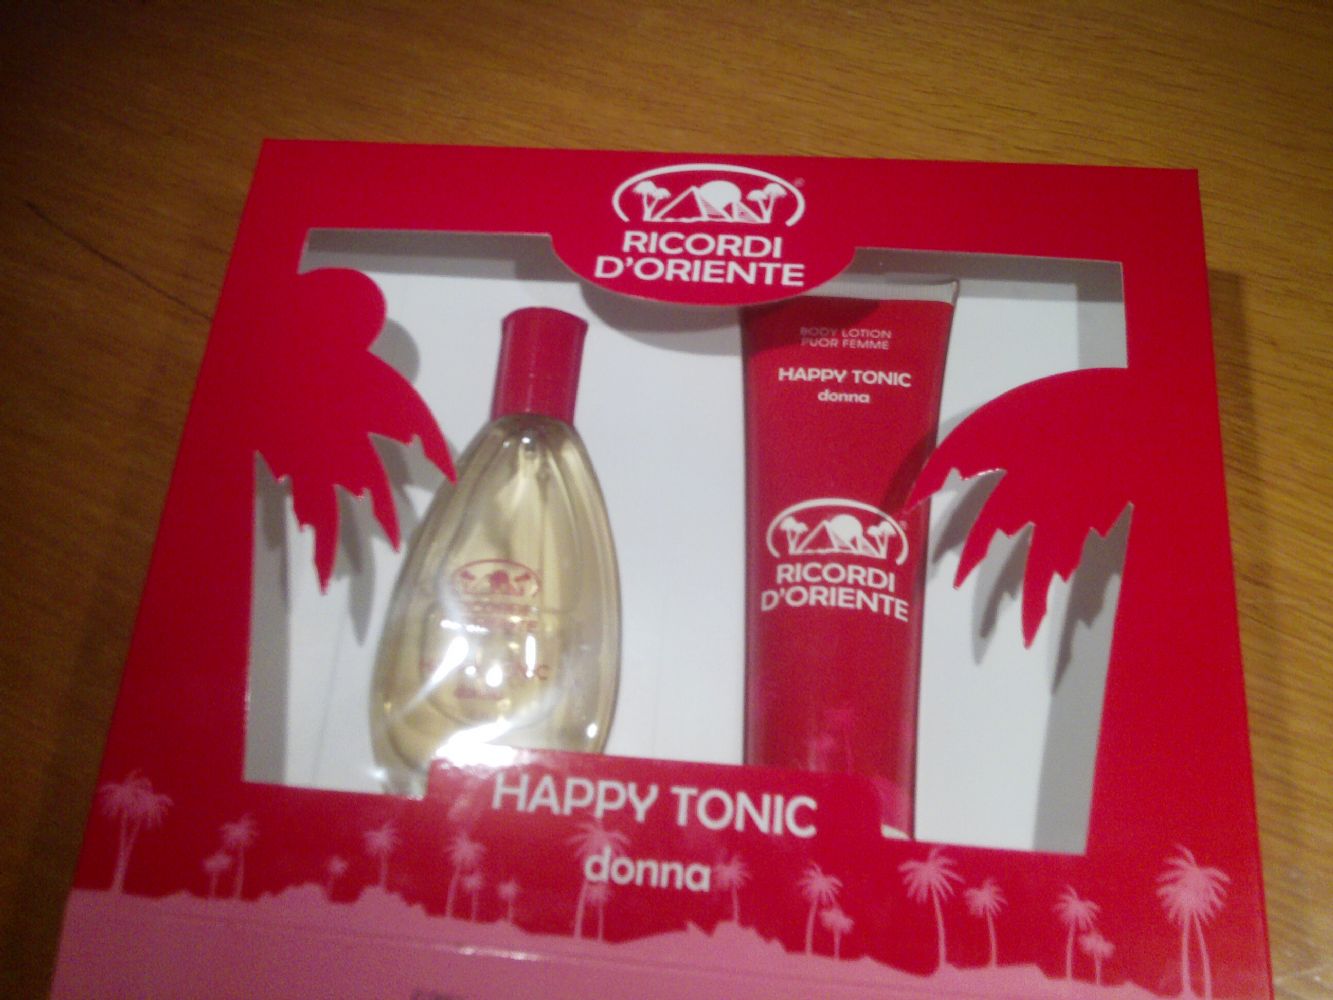 RICORDI
D'ORIENTE
BODY LOTION
PUOR FEMME
HAPPY TONIC
donna
RICORDI
D'ORIENTE
HAPPY TONIC
donna